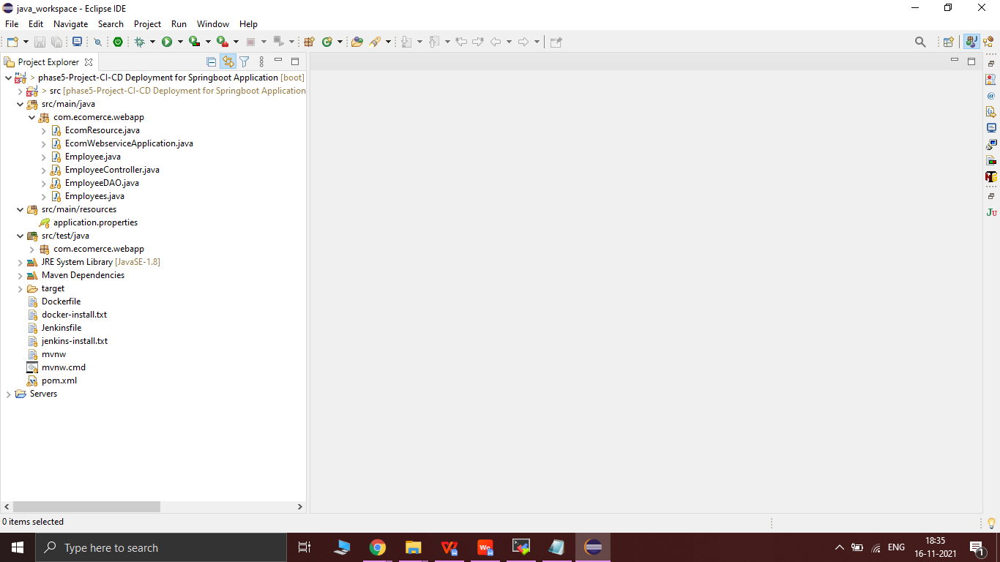 java_workspace - Eclipse IDE
File Edit Navigate Search Project Run Window Help
Project Explorer
> phase5-Project-CI-CD Deployment for Springboot Application [boot]
> src [phase5-Project-CI-CD Deployment for Springboot Application
src/main/java
com.ecomerce.webapp
EcomResource.java
EcomWebserviceApplication.java
Employee.java
EmployeeController.java
EmployeeDAO.java
Employees.java
src/main/resources
application.properties
src/test/java
com.ecomerce.webapp
JRE System Library [JavaSE-1.8]
Maven Dependencies
target
Dockerfile
docker-install.txt
Jenkinsfile
jenkins-install.txt
mvnw
mvnw.cmd
pom.xml
Servers
0 items selected
Type here to search
ENG
18:35
16-11-2021
1